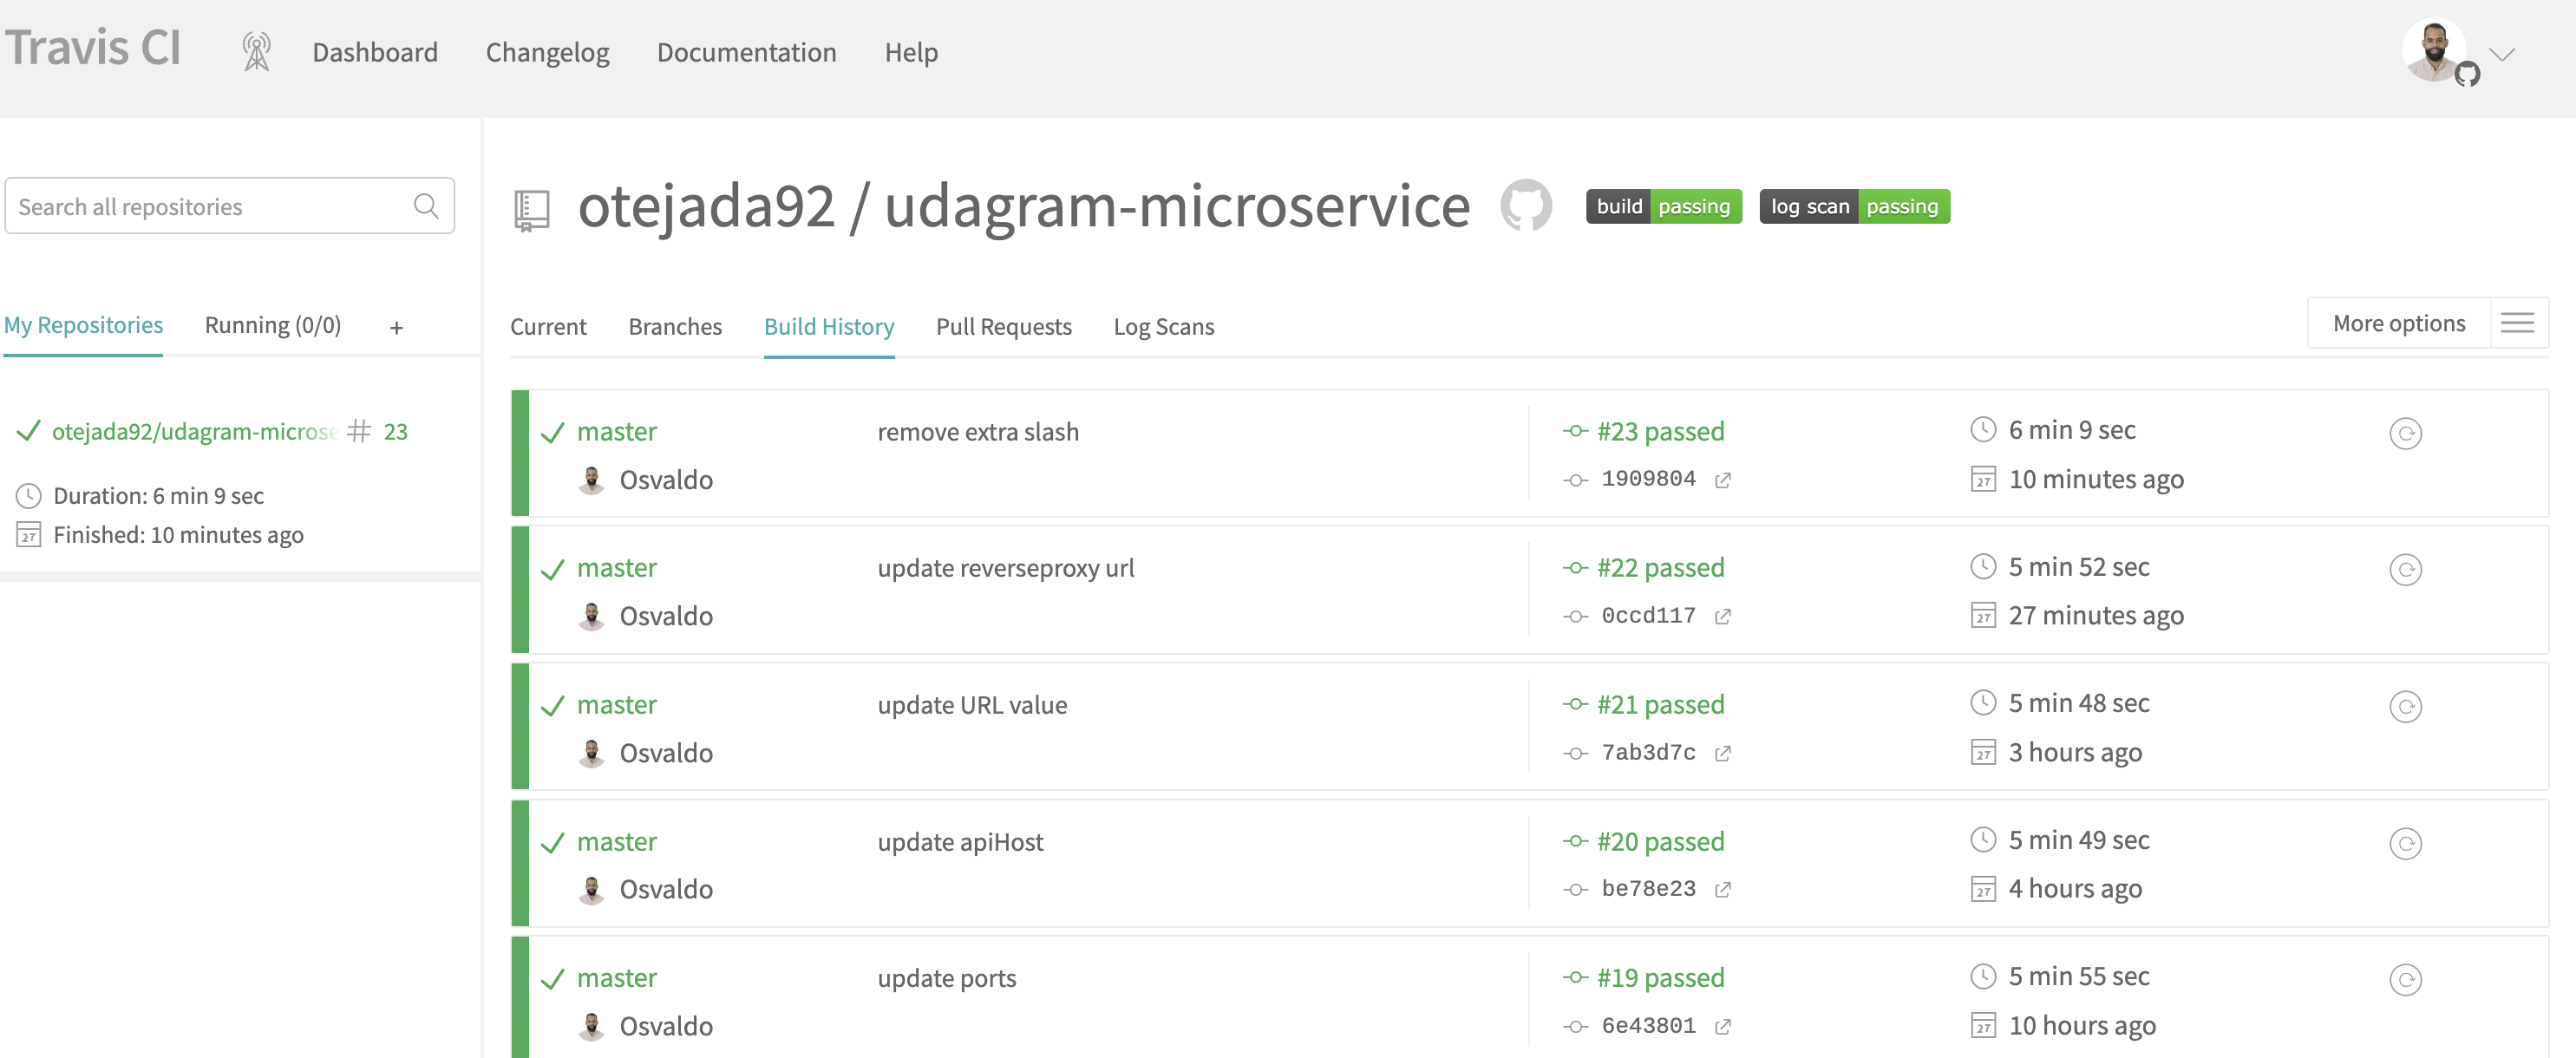 Travis CI
Dashboard
Changelog
Documentation
Help
Search all repositories
My Repositories
Running (0/0)
+
otejada92/udagram-microse # 23
Duration: 6 min 9 sec
27 Finished: 10 minutes ago
otejada92 / udagram-microservice
build passing
log scan passing
Current
Branches
Build History
Pull Requests
Log Scans
More options
master
remove extra slash
#23 passed
6 min 9 sec
Osvaldo
1909804
27 10 minutes ago
master
update reverseproxy url
#22 passed
5 min 52 sec
Osvaldo
0ccd117
27 27 minutes ago
master
update URL value
#21 passed
5 min 48 sec
Osvaldo
7ab3d7c
27 3 hours ago
master
update apiHost
#20 passed
5 min 49 sec
Osvaldo
be78e23
27 4 hours ago
master
update ports
#19 passed
5 min 55 sec
Osvaldo
6e43801
27 10 hours ago